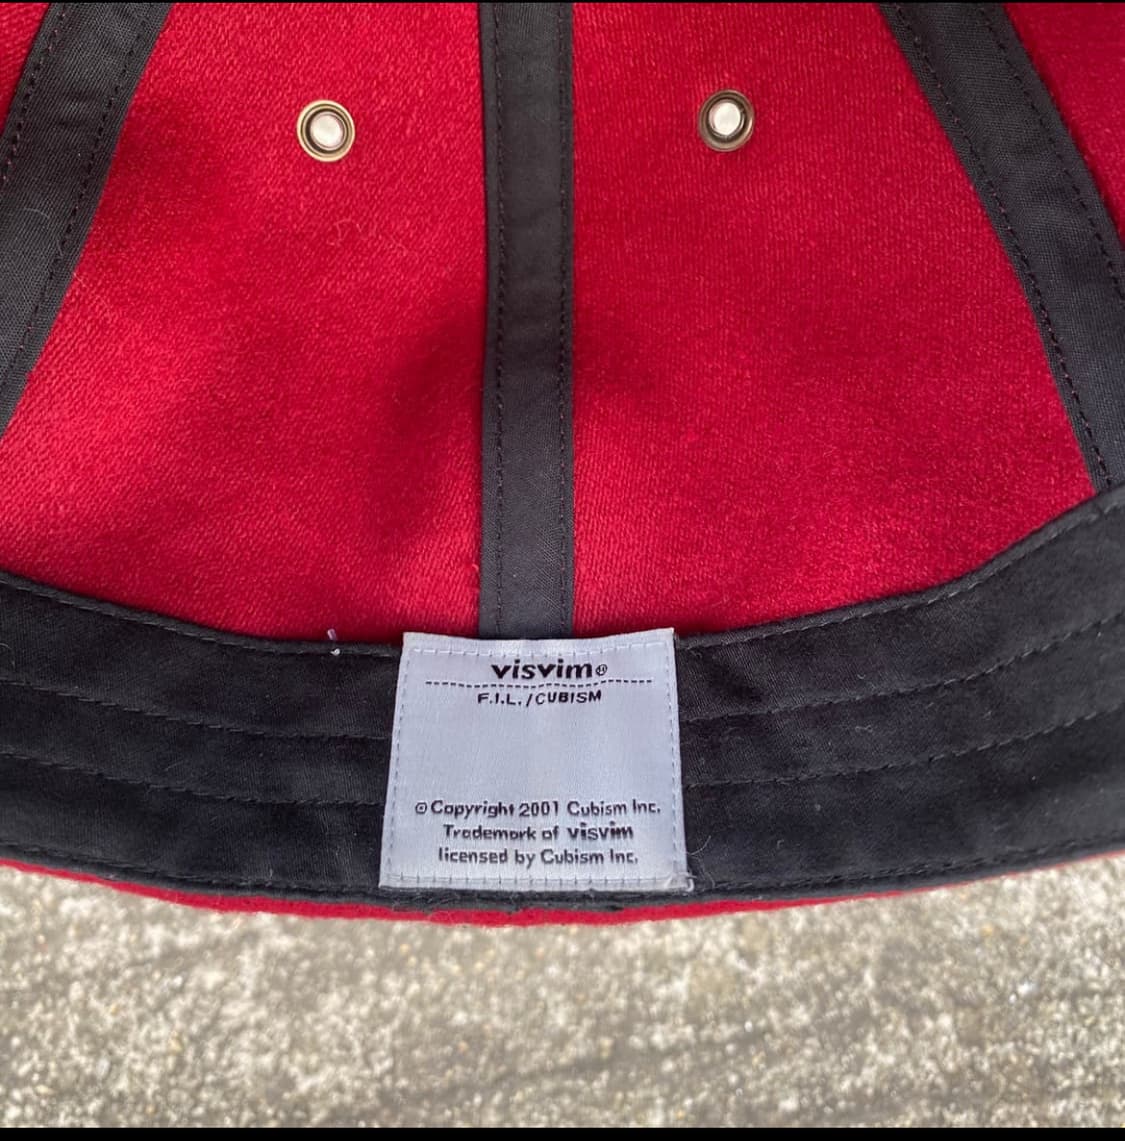 visvim®
F.I.L./CUBISM
© Copyright 2001 Cubism Inc.
Trademark of visvim
licensed by Cubism Inc.